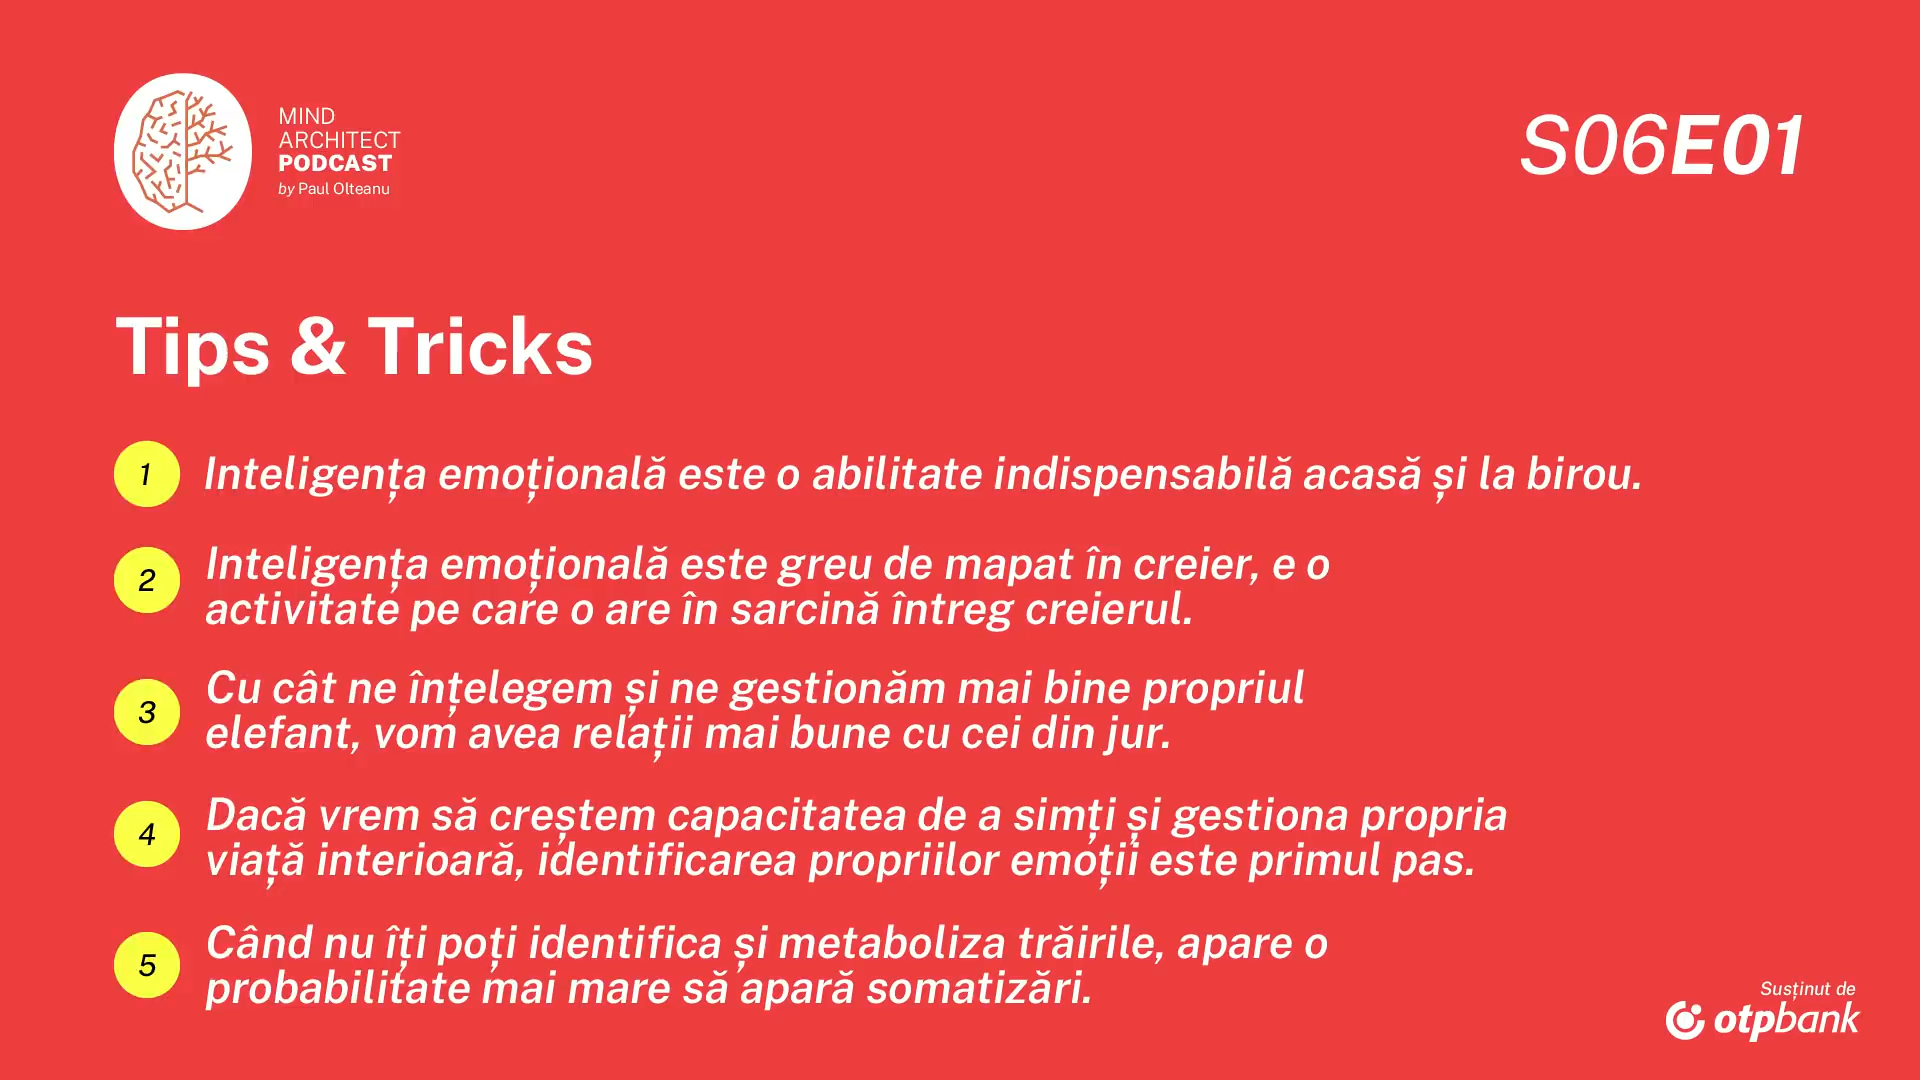 MIND
ARCHITECT
PODCAST
by Paul Olteanu
S06E01
Tips & Tricks
1 Inteligența emoțională este o abilitate indispensabilă acasă și la birou.
2 Inteligența emoțională este greu de mapat în creier, e o
activitate pe care o are în sarcină întreg creierul.
3 Cu cât ne înțelegem și ne gestionăm mai bine propriul
elefant, vom avea relații mai bune cu cei din jur.
4 Dacă vrem să creștem capacitatea de a simți și gestiona propria
viață interioară, identificarea propriilor emoții este primul pas.
5 Când nu îți poți identifica și metaboliza trăirile, apare o
probabilitate mai mare să apară somatizări.
Susținut de
otpbank